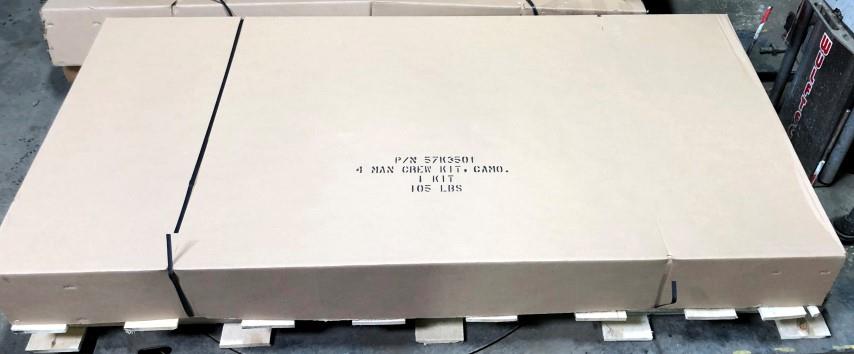 P/N 57K3501
4 MAN CREW KIT, CAMO.
1 KIT
105 LBS